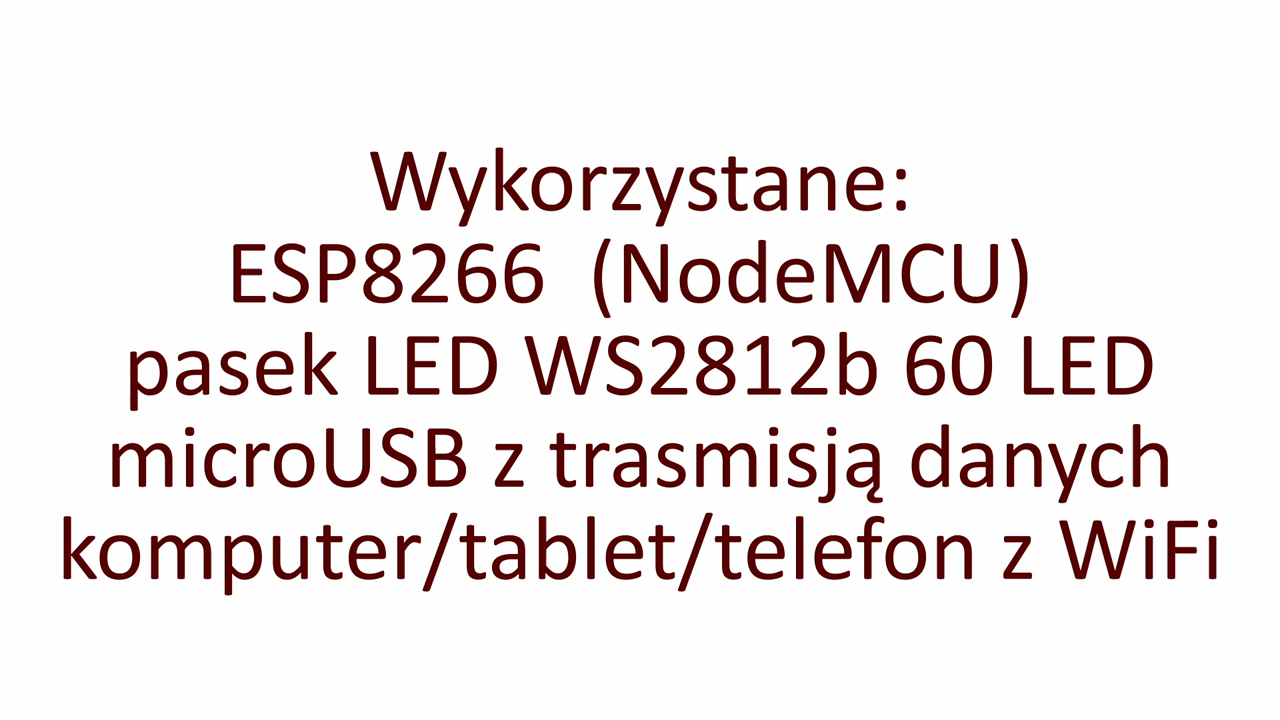 Wykorzystane:
ESP8266 (NodeMCU)
pasek LED WS2812b 60 LED
microUSB z trasmisją danych
komputer/tablet/telefon z WiFi